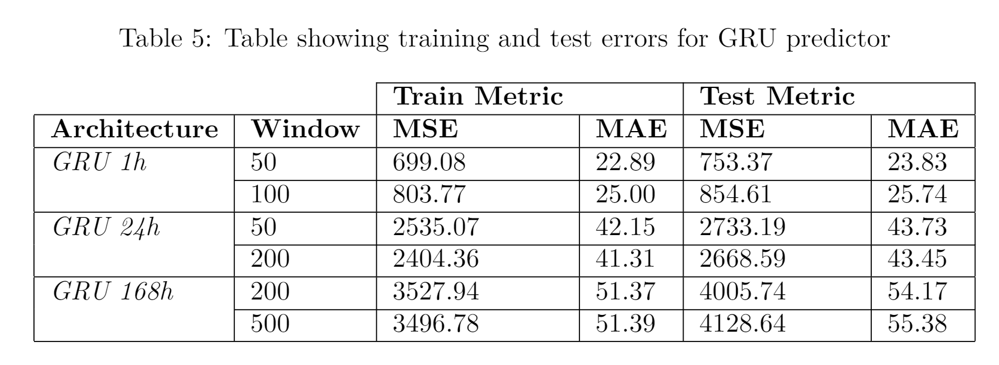 Table 5: Table showing training and test errors for GRU predictor
Train Metric Test Metric
Architecture Window MSE MAE MSE MAE
GRU 1h 50 699.08 22.89 753.37 23.83
100 803.77 25.00 854.61 25.74
GRU 24h 50 2535.07 42.15 2733.19 43.73
200 2404.36 41.31 2668.59 43.45
GRU 168h 200 3527.94 51.37 4005.74 54.17
500 3496.78 51.39 4128.64 55.38